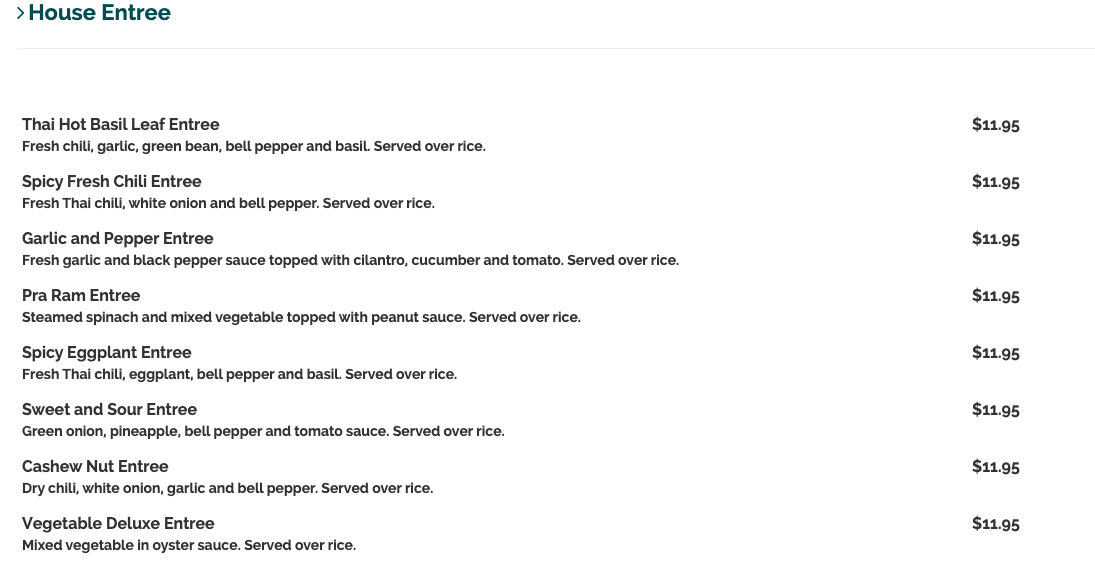 House Entree
Thai Hot Basil Leaf Entree $11.95
Fresh chili, garlic, green bean, bell pepper and basil. Served over rice.
Spicy Fresh Chili Entree $11.95
Fresh Thai chili, white onion and bell pepper. Served over rice.
Garlic and Pepper Entree $11.95
Fresh garlic and black pepper sauce topped with cilantro, cucumber and tomato. Served over rice.
Pra Ram Entree $11.95
Steamed spinach and mixed vegetable topped with peanut sauce. Served over rice.
Spicy Eggplant Entree $11.95
Fresh Thai chili, eggplant, bell pepper and basil. Served over rice.
Sweet and Sour Entree $11.95
Green onion, pineapple, bell pepper and tomato sauce. Served over rice.
Cashew Nut Entree $11.95
Dry chili, white onion, garlic and bell pepper. Served over rice.
Vegetable Deluxe Entree $11.95
Mixed vegetable in oyster sauce. Served over rice.